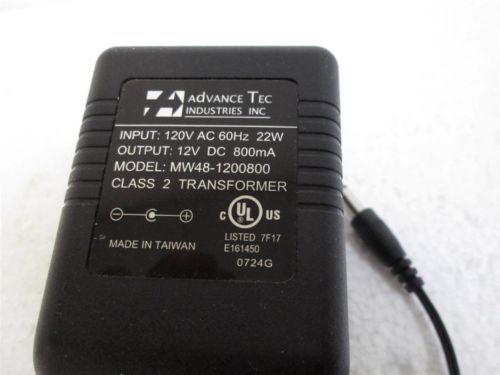 AdVANCE TEC
INDUSTRIES INC
INPUT: 120V AC 60Hz 22W
OUTPUT: 12V DC 800mA
MODEL: MW48-1200800
CLASS 2 TRANSFORMER
C UL US
LISTED 7F17
E161450
MADE IN TAIWAN
0724G